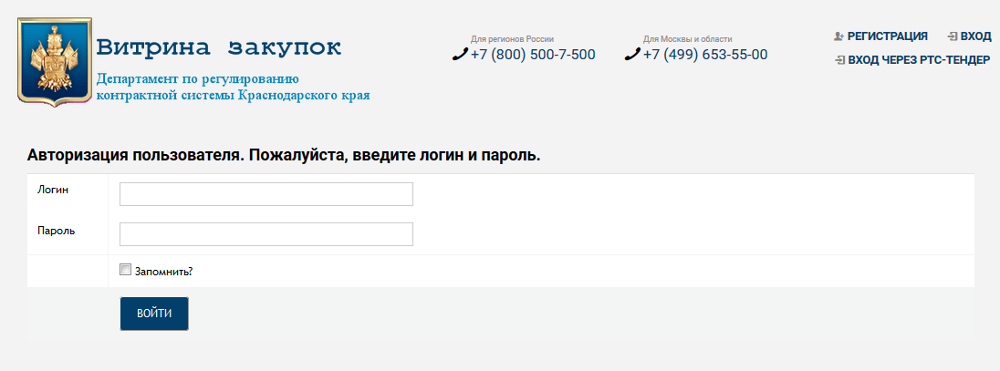 Витрина закупок
Департамент по регулированию
контрактной системы Краснодарского края
Для регионов России
+7 (800) 500-7-500
Для Москвы и области
+7 (499) 653-55-00
РЕГИСТРАЦИЯ
ВХОД
ВХОД ЧЕРЕЗ РТС-ТЕНДЕР
Авторизация пользователя. Пожалуйста, введите логин и пароль.
Логин
Пароль
Запомнить?
ВОЙТИ